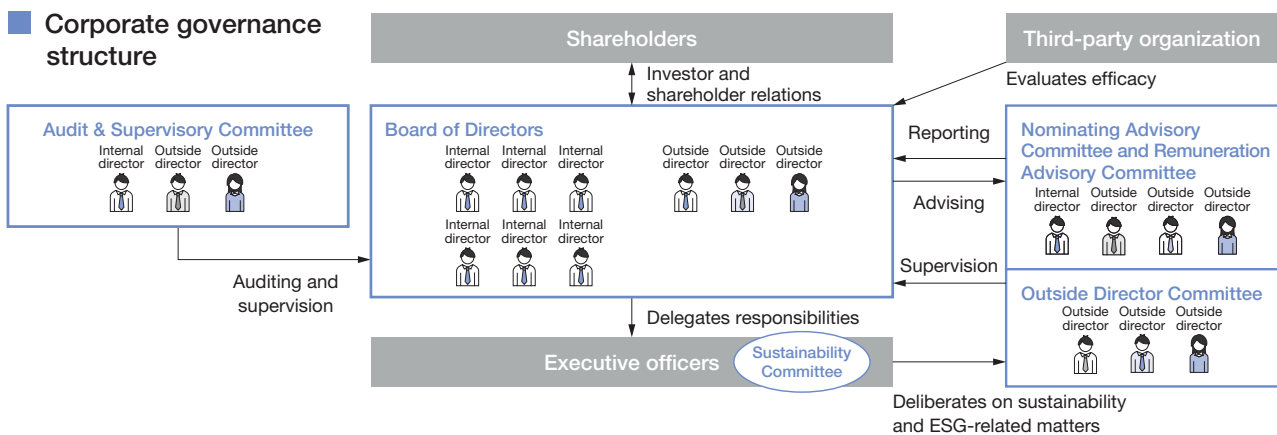 Corporate governance
structure
Shareholders
Third-party organization
Investor and
shareholder relations
Evaluates efficacy
Audit & Supervisory Committee
Internal
director
Outside
director
Outside
director
Board of Directors
Internal
director
Internal
director
Internal
director
Outside
director
Outside
director
Outside
director
Internal
director
Internal
director
Internal
director
Reporting
Advising
Nominating Advisory
Committee and Remuneration
Advisory Committee
Internal
director
Outside
director
Outside
director
Outside
director
Auditing and
supervision
Supervision
Outside Director Committee
Outside
director
Outside
director
Outside
director
Delegates responsibilities
Executive officers
Sustainability
Committee
Deliberates on sustainability
and ESG-related matters